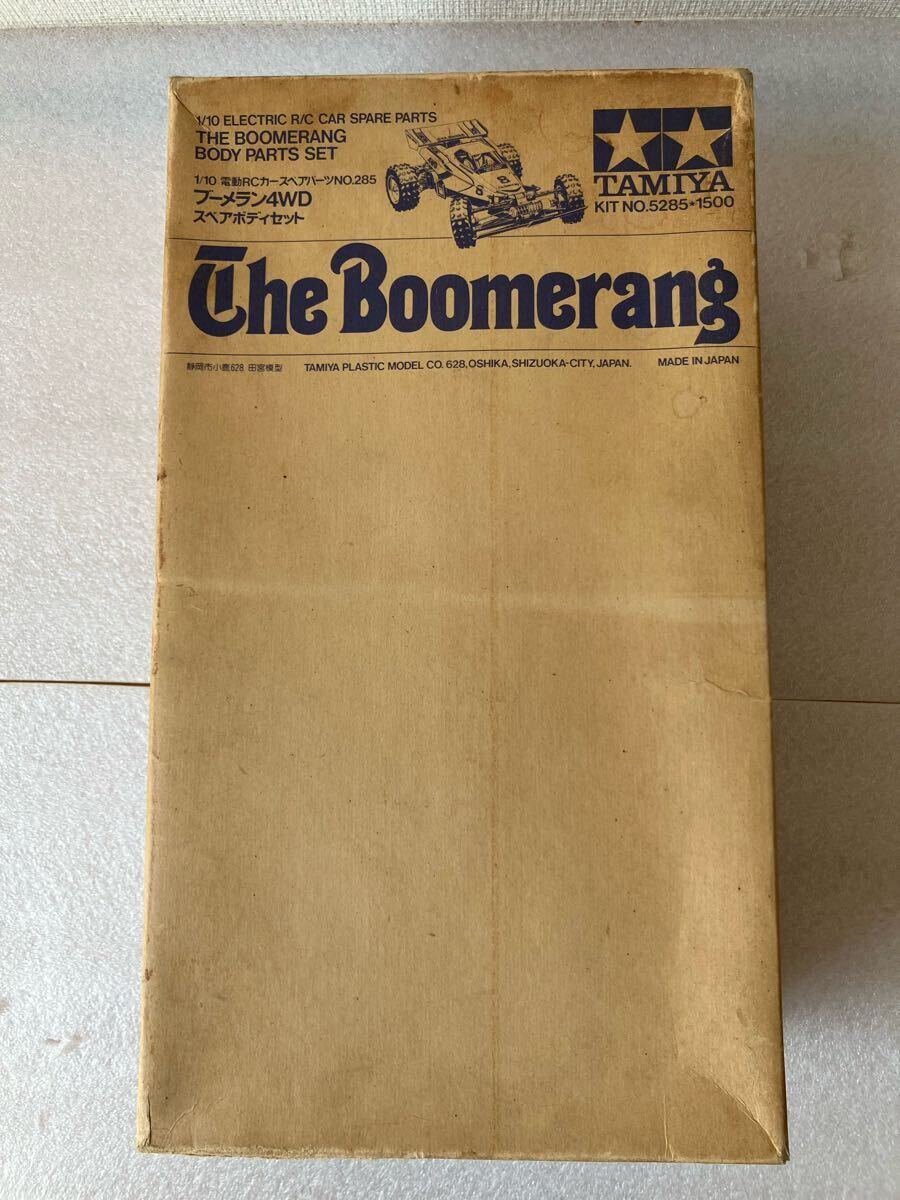 1/10 ELECTRIC R/C CAR SPARE PARTS
THE BOOMERANG
BODY PARTS SET
1/10 電動RCカースペアパーツNO.285
ブーメラン4WD
スペアボディセット
8
6
TAMIYA
KIT NO.5285★1500
The Boomerang
静岡市小鹿628 田宮模型 TAMIYA PLASTIC MODEL CO. 628, OSHIKA, SHIZUOKA-CITY, JAPAN. MADE IN JAPAN